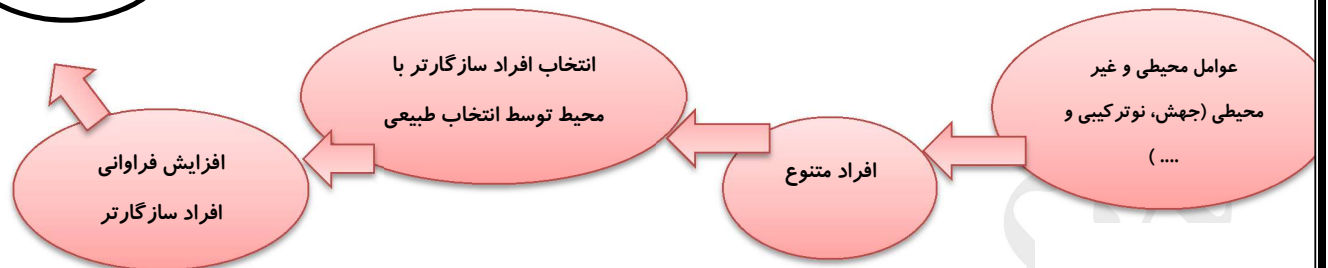 عوامل محیطی و غیر
محیطی (جهش، نوترکیبی و
.... )
افراد متنوع
انتخاب افراد سازگارتر با
محیط توسط انتخاب طبیعی
افزایش فراوانی
افراد سازگارتر